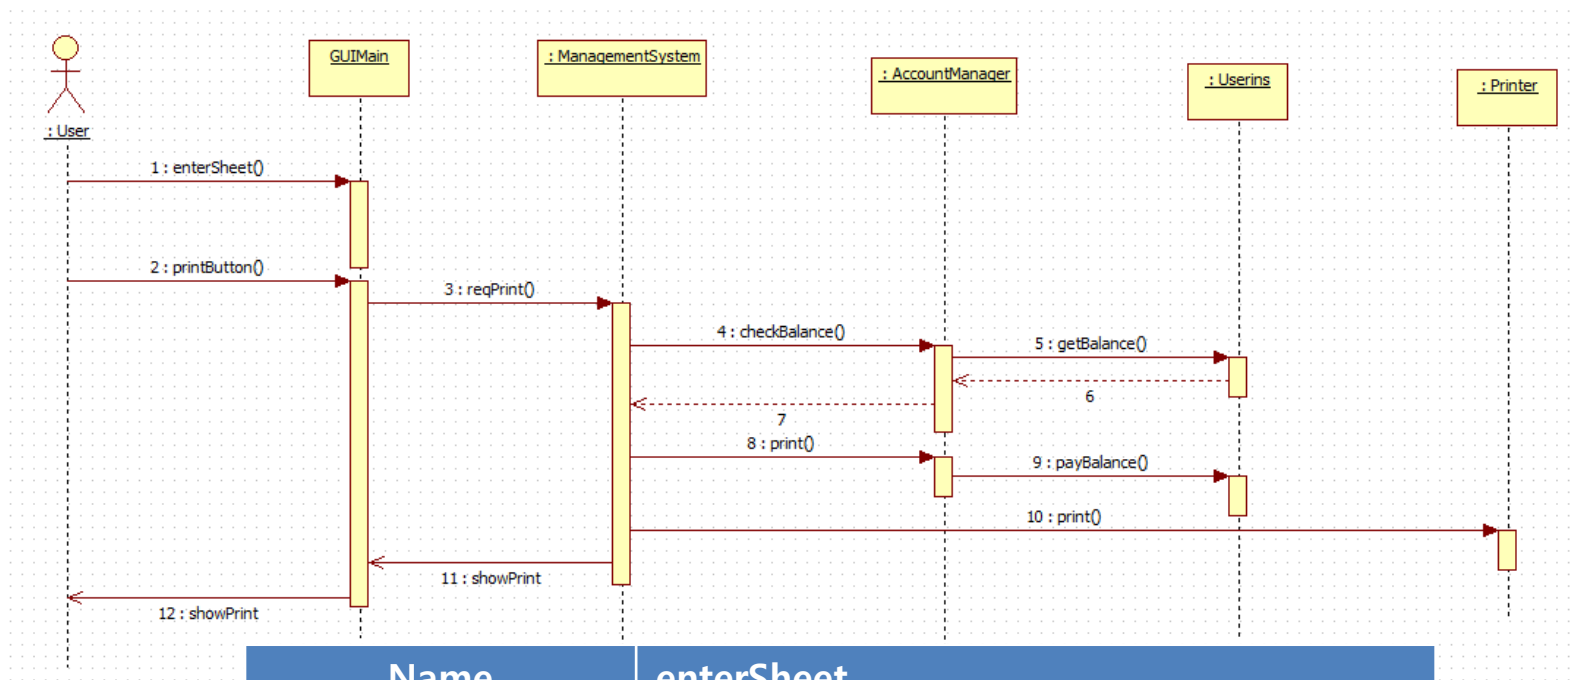 GUIMain
: ManagementSystem
: AccountManager
: Userins
: Printer
: User
1 : enterSheet()
2 : printButton()
3 : reqPrint()
4 : checkBalance()
5 : getBalance()
6
7
8 : print()
9 : payBalance()
10 : print()
11 : showPrint
12 : showPrint
Name enterSheet